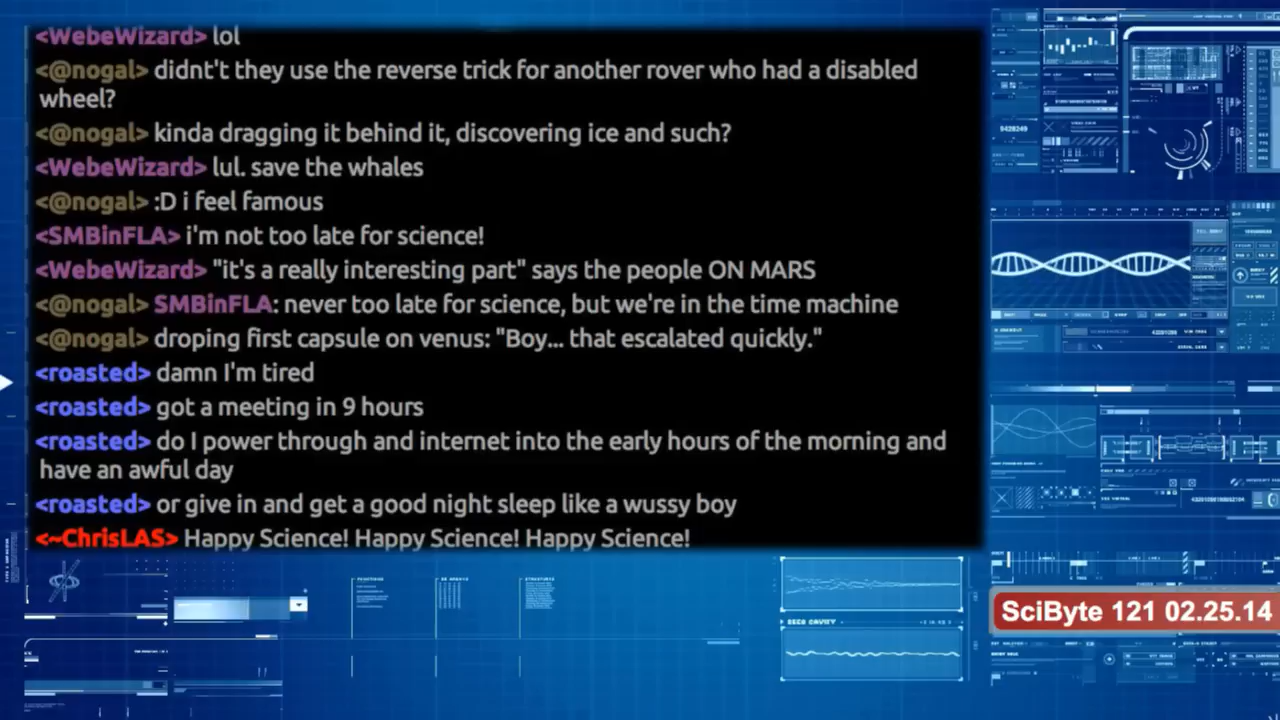 <WebeWizard> lol
<@nogal> didnt't they use the reverse trick for another rover who had a disabled
wheel?
<@nogal> kinda dragging it behind it, discovering ice and such?
<WebeWizard> lul. save the whales
<@nogal> :D i feel famous
<SMBinFLA> i'm not too late for science!
<WebeWizard> "it's a really interesting part" says the people ON MARS
<@nogal> SMBinFLA: never too late for science, but we're in the time machine
<@nogal> droping first capsule on venus: "Boy... that escalated quickly."
<roasted> damn I'm tired
<roasted> got a meeting in 9 hours
<roasted> do I power through and internet into the early hours of the morning and
have an awful day
<roasted> or give in and get a good night sleep like a wussy boy
<~ChrisLAS> Happy Science! Happy Science! Happy Science!
9428249
SciByte 121 02.25.14